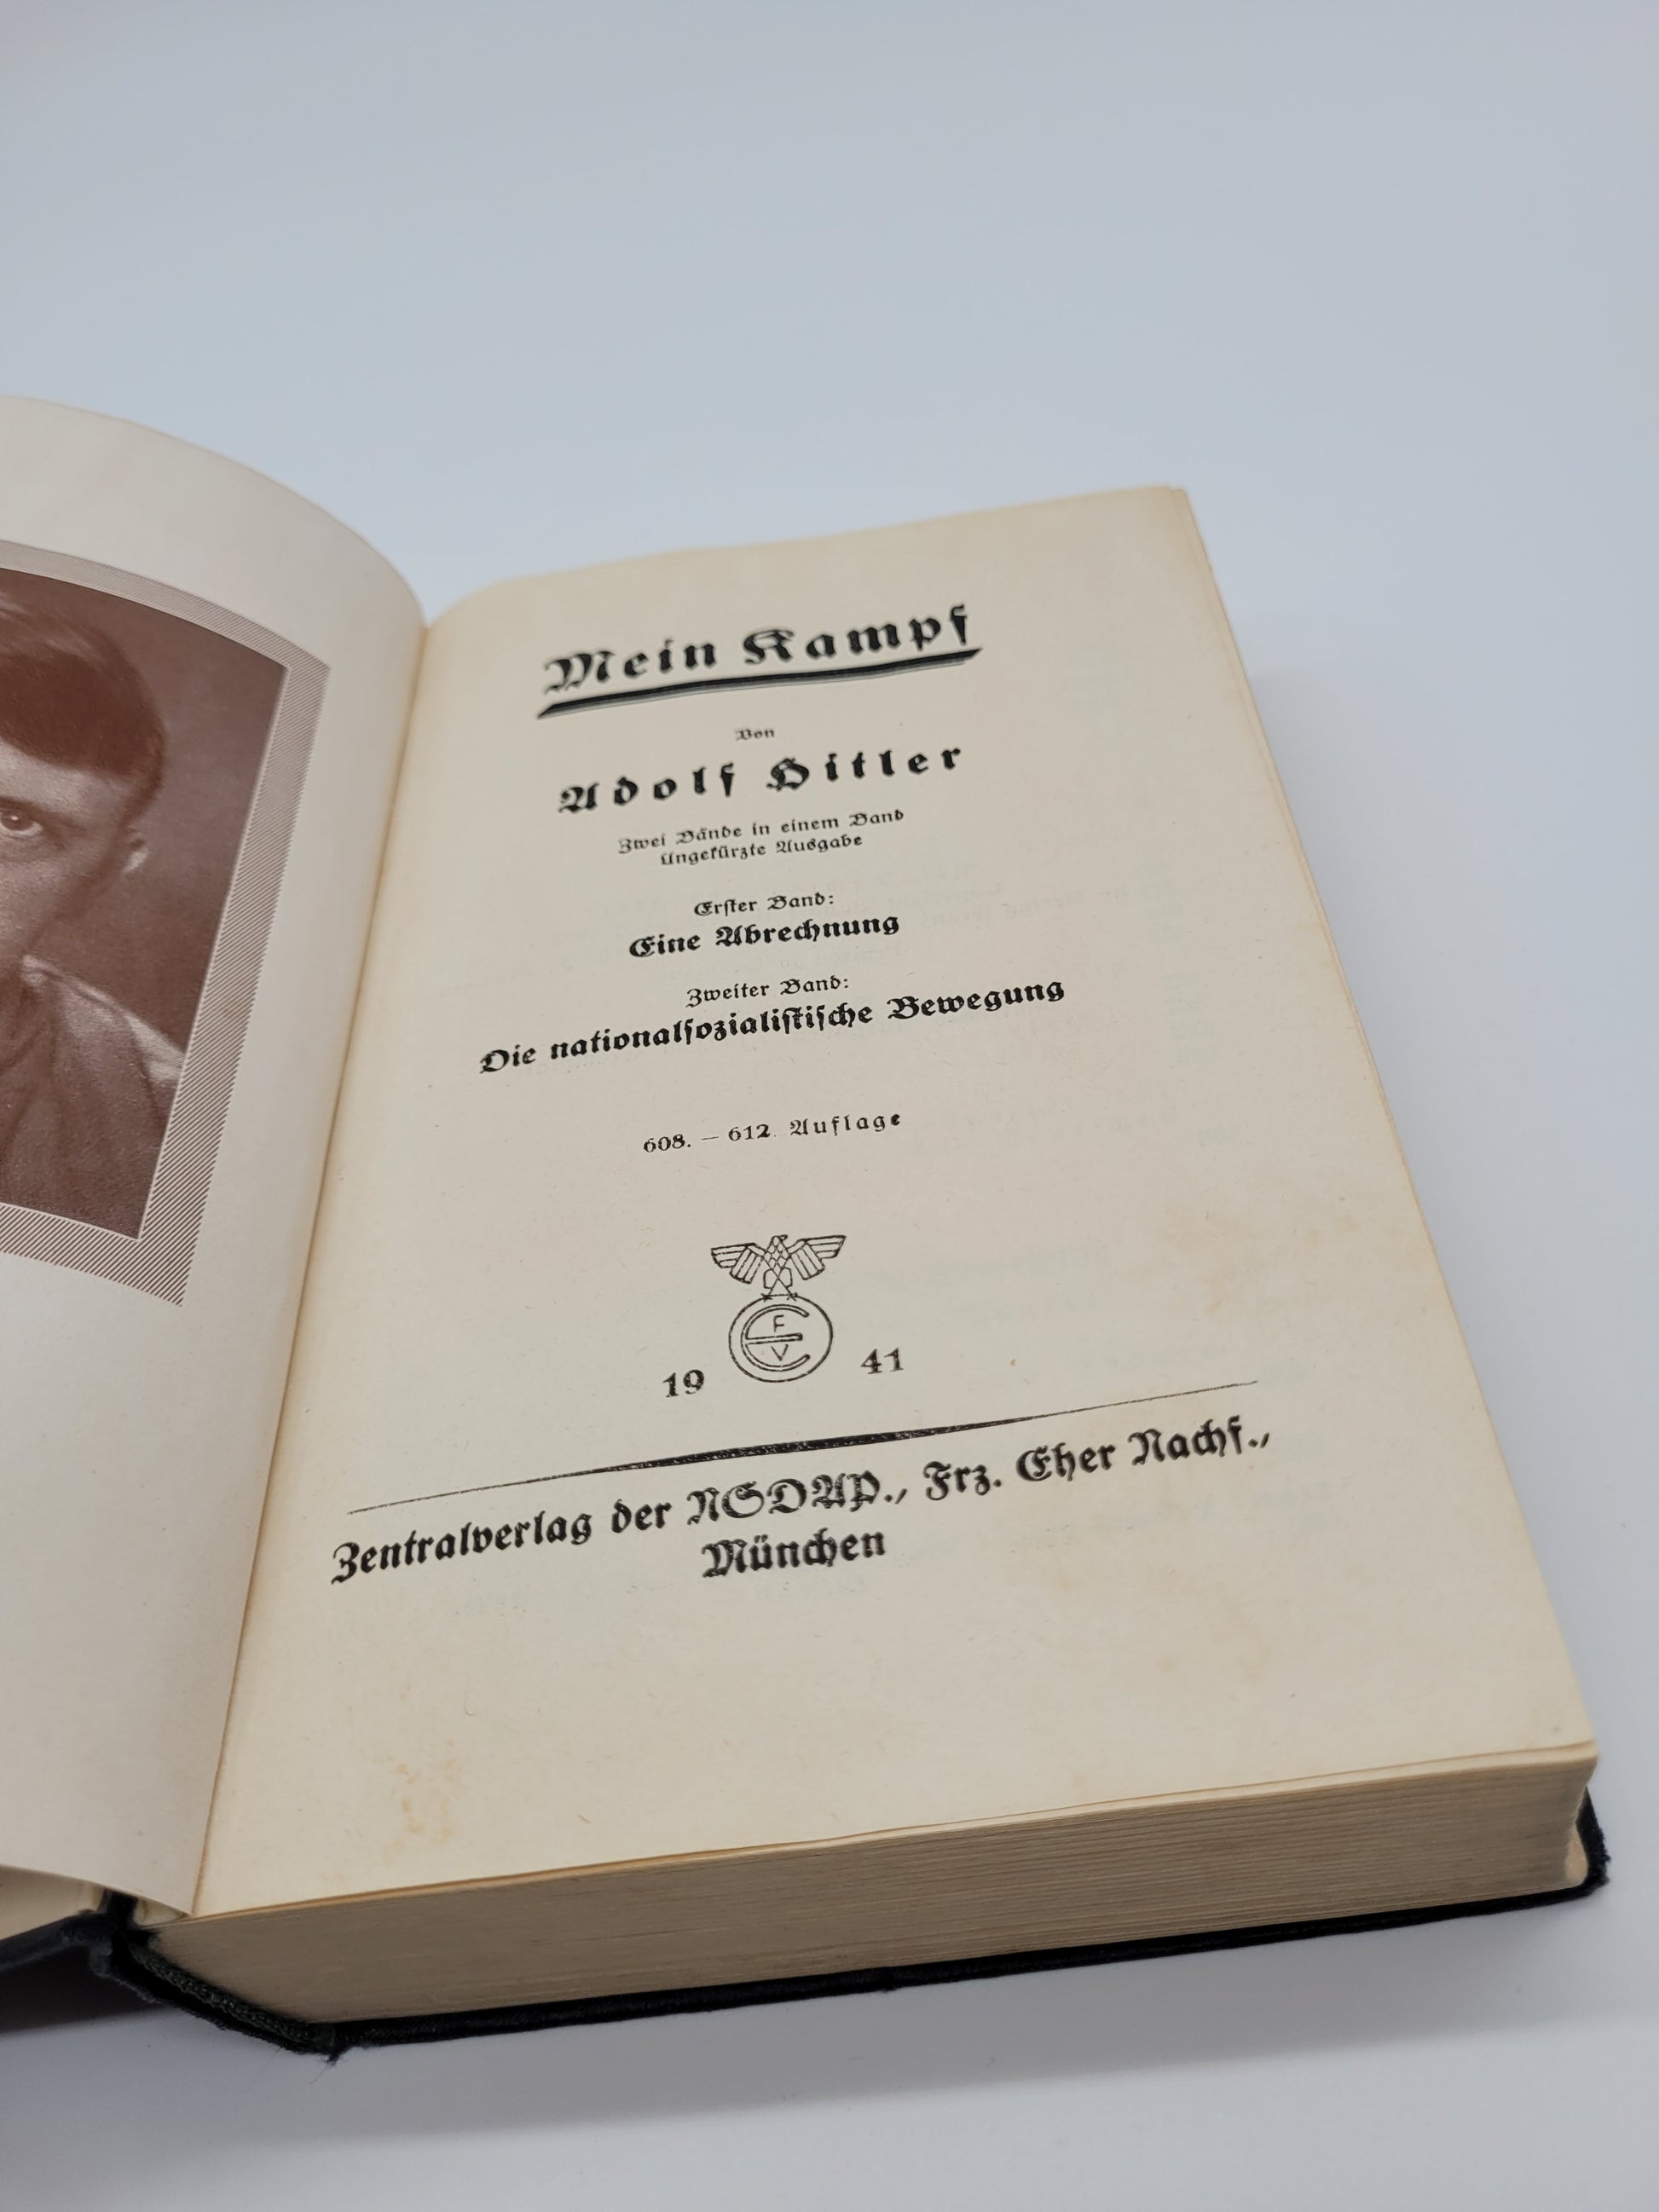 Mein Kampf
Von
Adolf Hitler
Zwei Bände in einem Band
Ungekürzte Ausgabe
Erster Band:
Eine Abrechnung
Zweiter Band:
Die nationalsozialistische Bewegung
608. – 612. Auflage
F
E
V
19 41
Zentralverlag der NSDAP., Frz. Eher Nachf.,
München